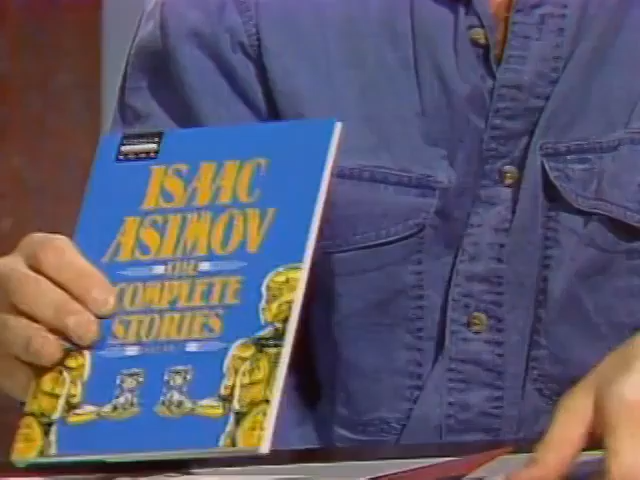 ISAAC
ASIMOV
THE
COMPLETE
STORIES